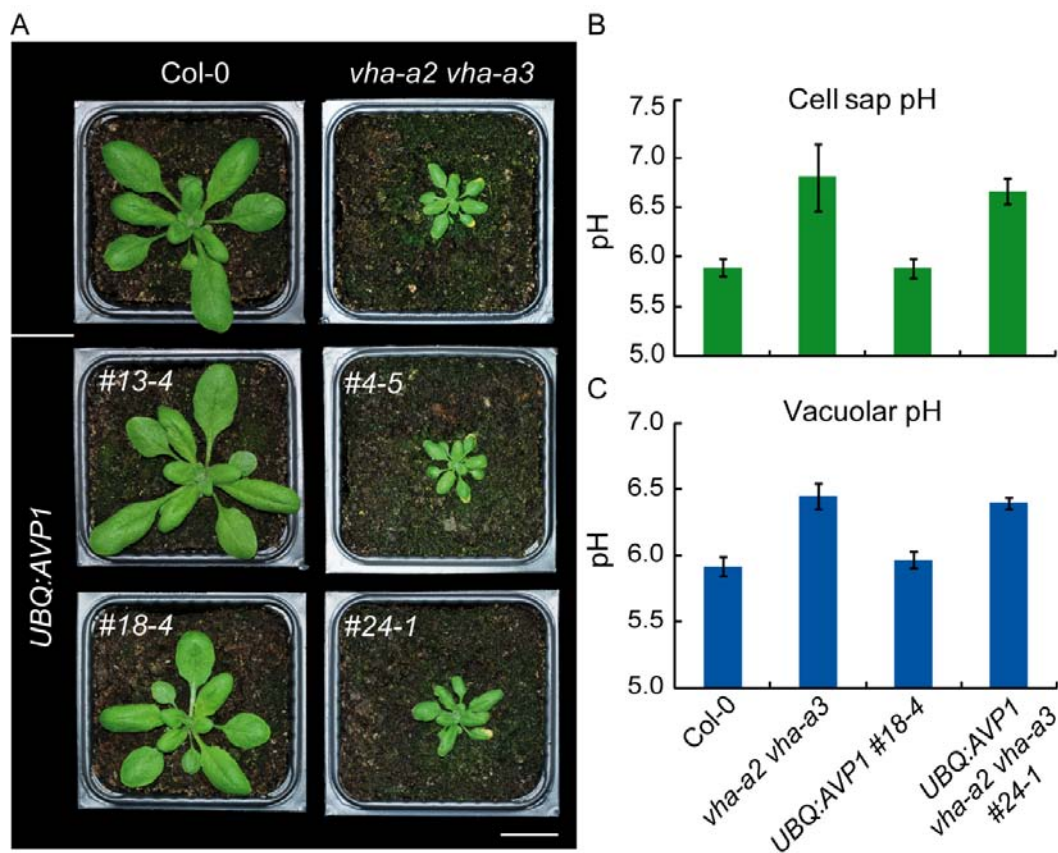 A
Col-0
vha-a2 vha-a3
#13-4
#4-5
UBQ:AVP1
#18-4
#24-1
B
Cell sap pH
7.5
7.0
6.5
6.0
5.5
5.0
pH
C
Vacuolar pH
7.0
6.5
6.0
5.5
5.0
pH
Col-0
vha-a2 vha-a3
UBQ:AVP1 #18-4
UBQ:AVP1
vha-a2 vha-a3
#24-1